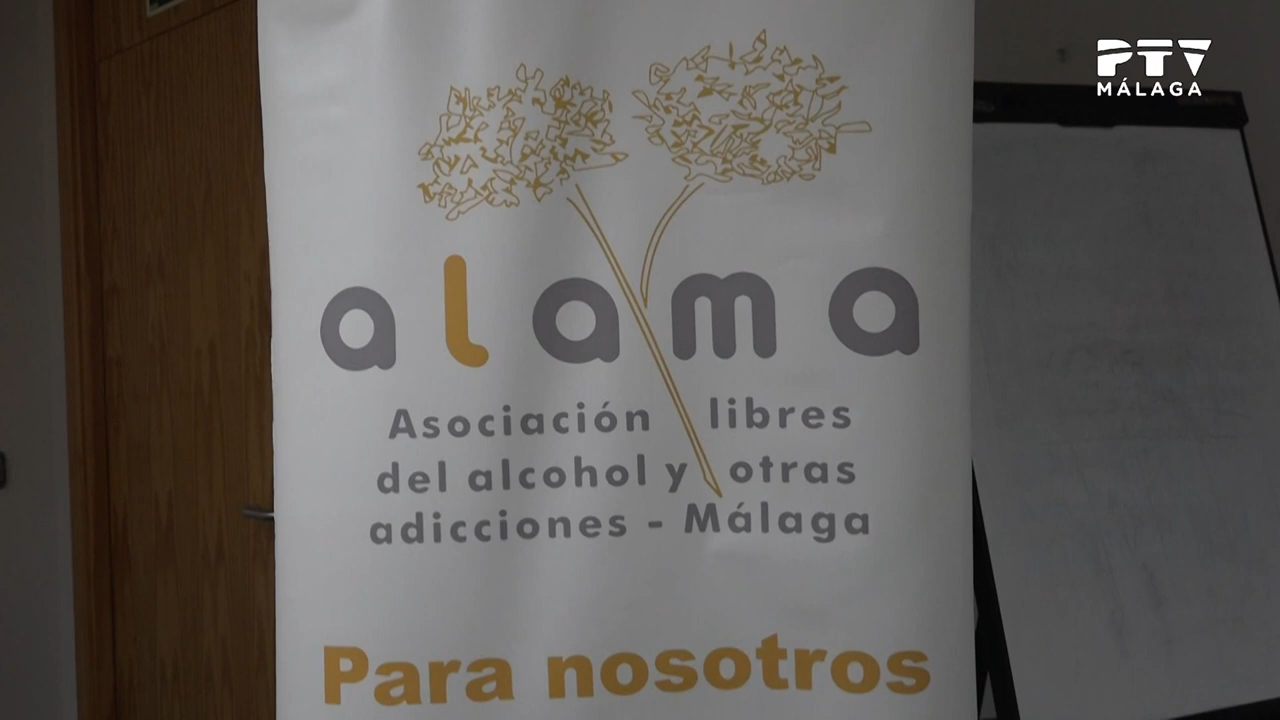 PTV
MÁLAGA
alama
Asociación libres
del alcohol y otras
adicciones - Málaga
Para nosotros